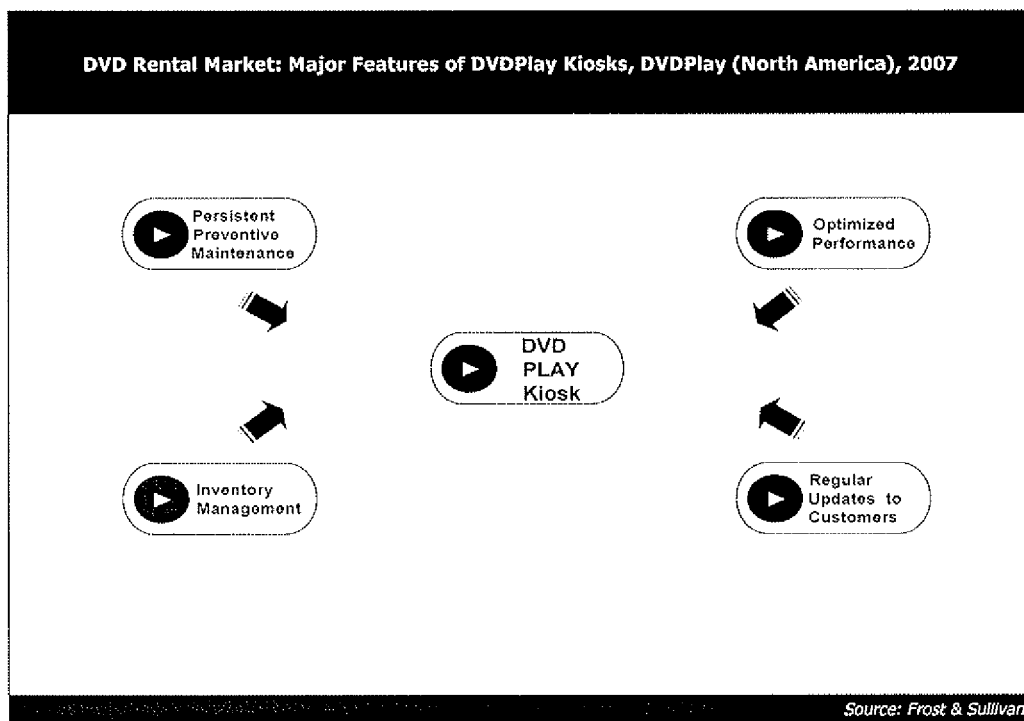 DVD Rental Market: Major Features of DVDPlay Kiosks, DVDPlay (North America), 2007
Persistent
Preventive
Maintenance
Optimized
Performance
DVD
PLAY
Kiosk
Inventory
Management
Regular
Updates to
Customers
Source: Frost & Sullivan